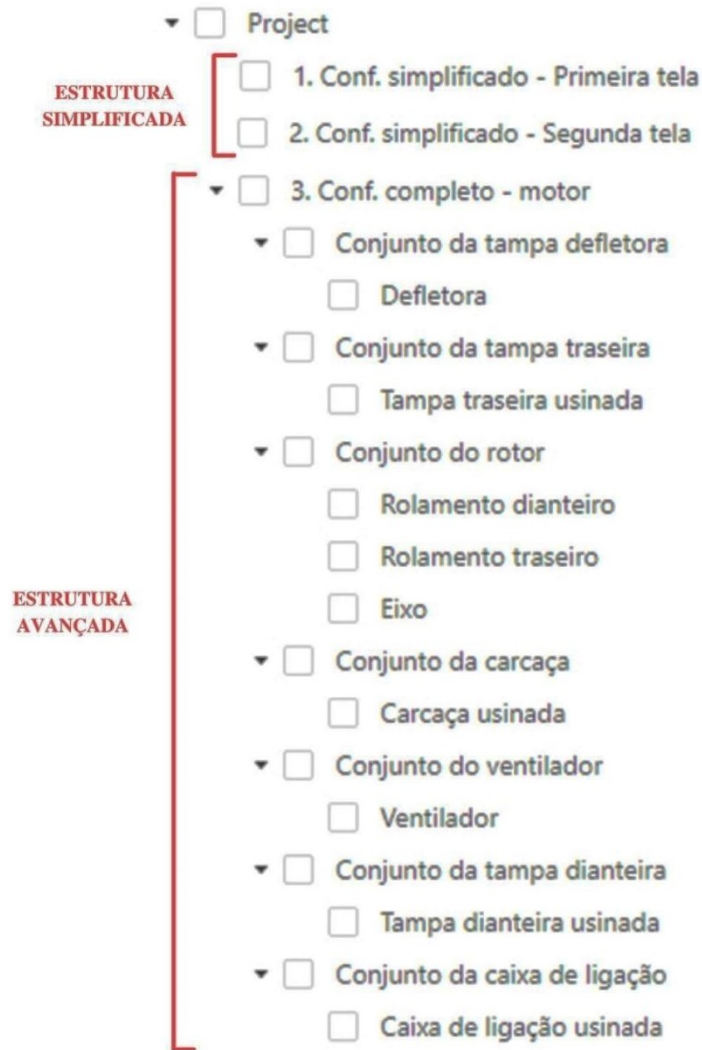 Project
ESTRUTURA
SIMPLIFICADA
1. Conf. simplificado - Primeira tela
2. Conf. simplificado - Segunda tela
3. Conf. completo - motor
Conjunto da tampa defletora
Defletora
Conjunto da tampa traseira
Tampa traseira usinada
Conjunto do rotor
Rolamento dianteiro
Rolamento traseiro
ESTRUTURA
AVANÇADA
Eixo
Conjunto da carcaça
Carcaça usinada
Conjunto do ventilador
Ventilador
Conjunto da tampa dianteira
Tampa dianteira usinada
Conjunto da caixa de ligação
Caixa de ligação usinada